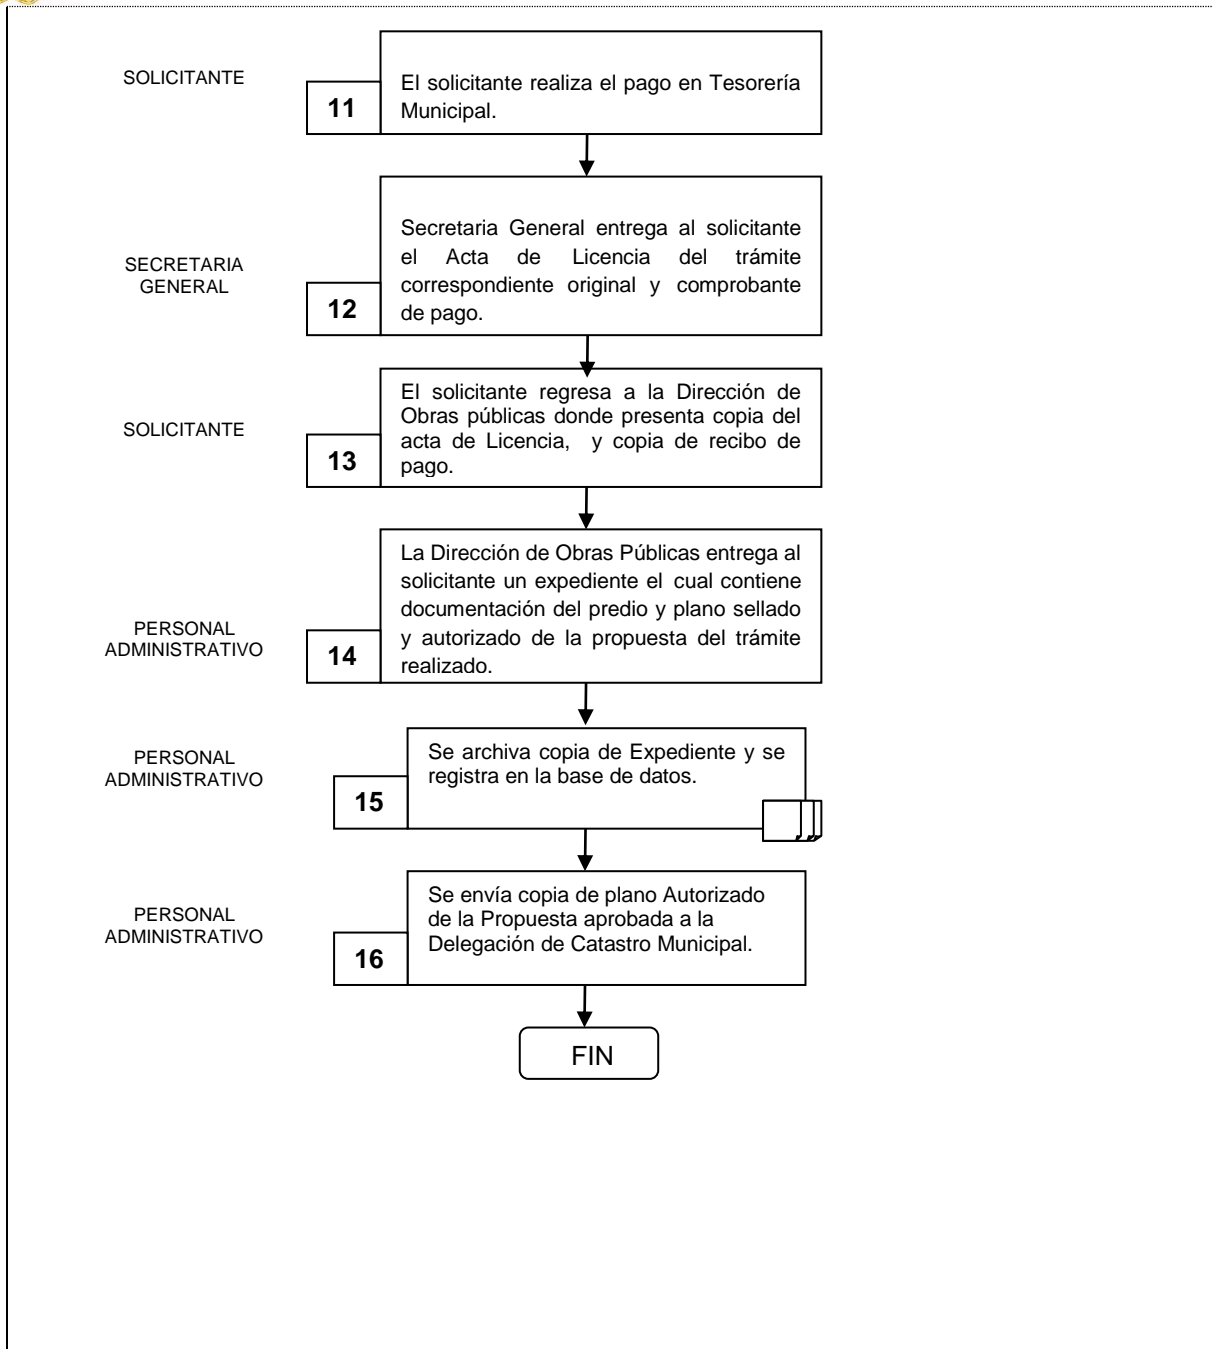 SOLICITANTE
11
El solicitante realiza el pago en Tesorería
Municipal.
SECRETARIA
GENERAL
12
Secretaria General entrega al solicitante
el Acta de Licencia del trámite
correspondiente original y comprobante
de pago.
SOLICITANTE
13
El solicitante regresa a la Dirección de
Obras públicas donde presenta copia del
acta de Licencia, y copia de recibo de
pago.
PERSONAL
ADMINISTRATIVO
14
La Dirección de Obras Públicas entrega al
solicitante un expediente el cual contiene
documentación del predio y plano sellado
y autorizado de la propuesta del trámite
realizado.
PERSONAL
ADMINISTRATIVO
15
Se archiva copia de Expediente y se
registra en la base de datos.
PERSONAL
ADMINISTRATIVO
16
Se envía copia de plano Autorizado
de la Propuesta aprobada a la
Delegación de Catastro Municipal.
FIN